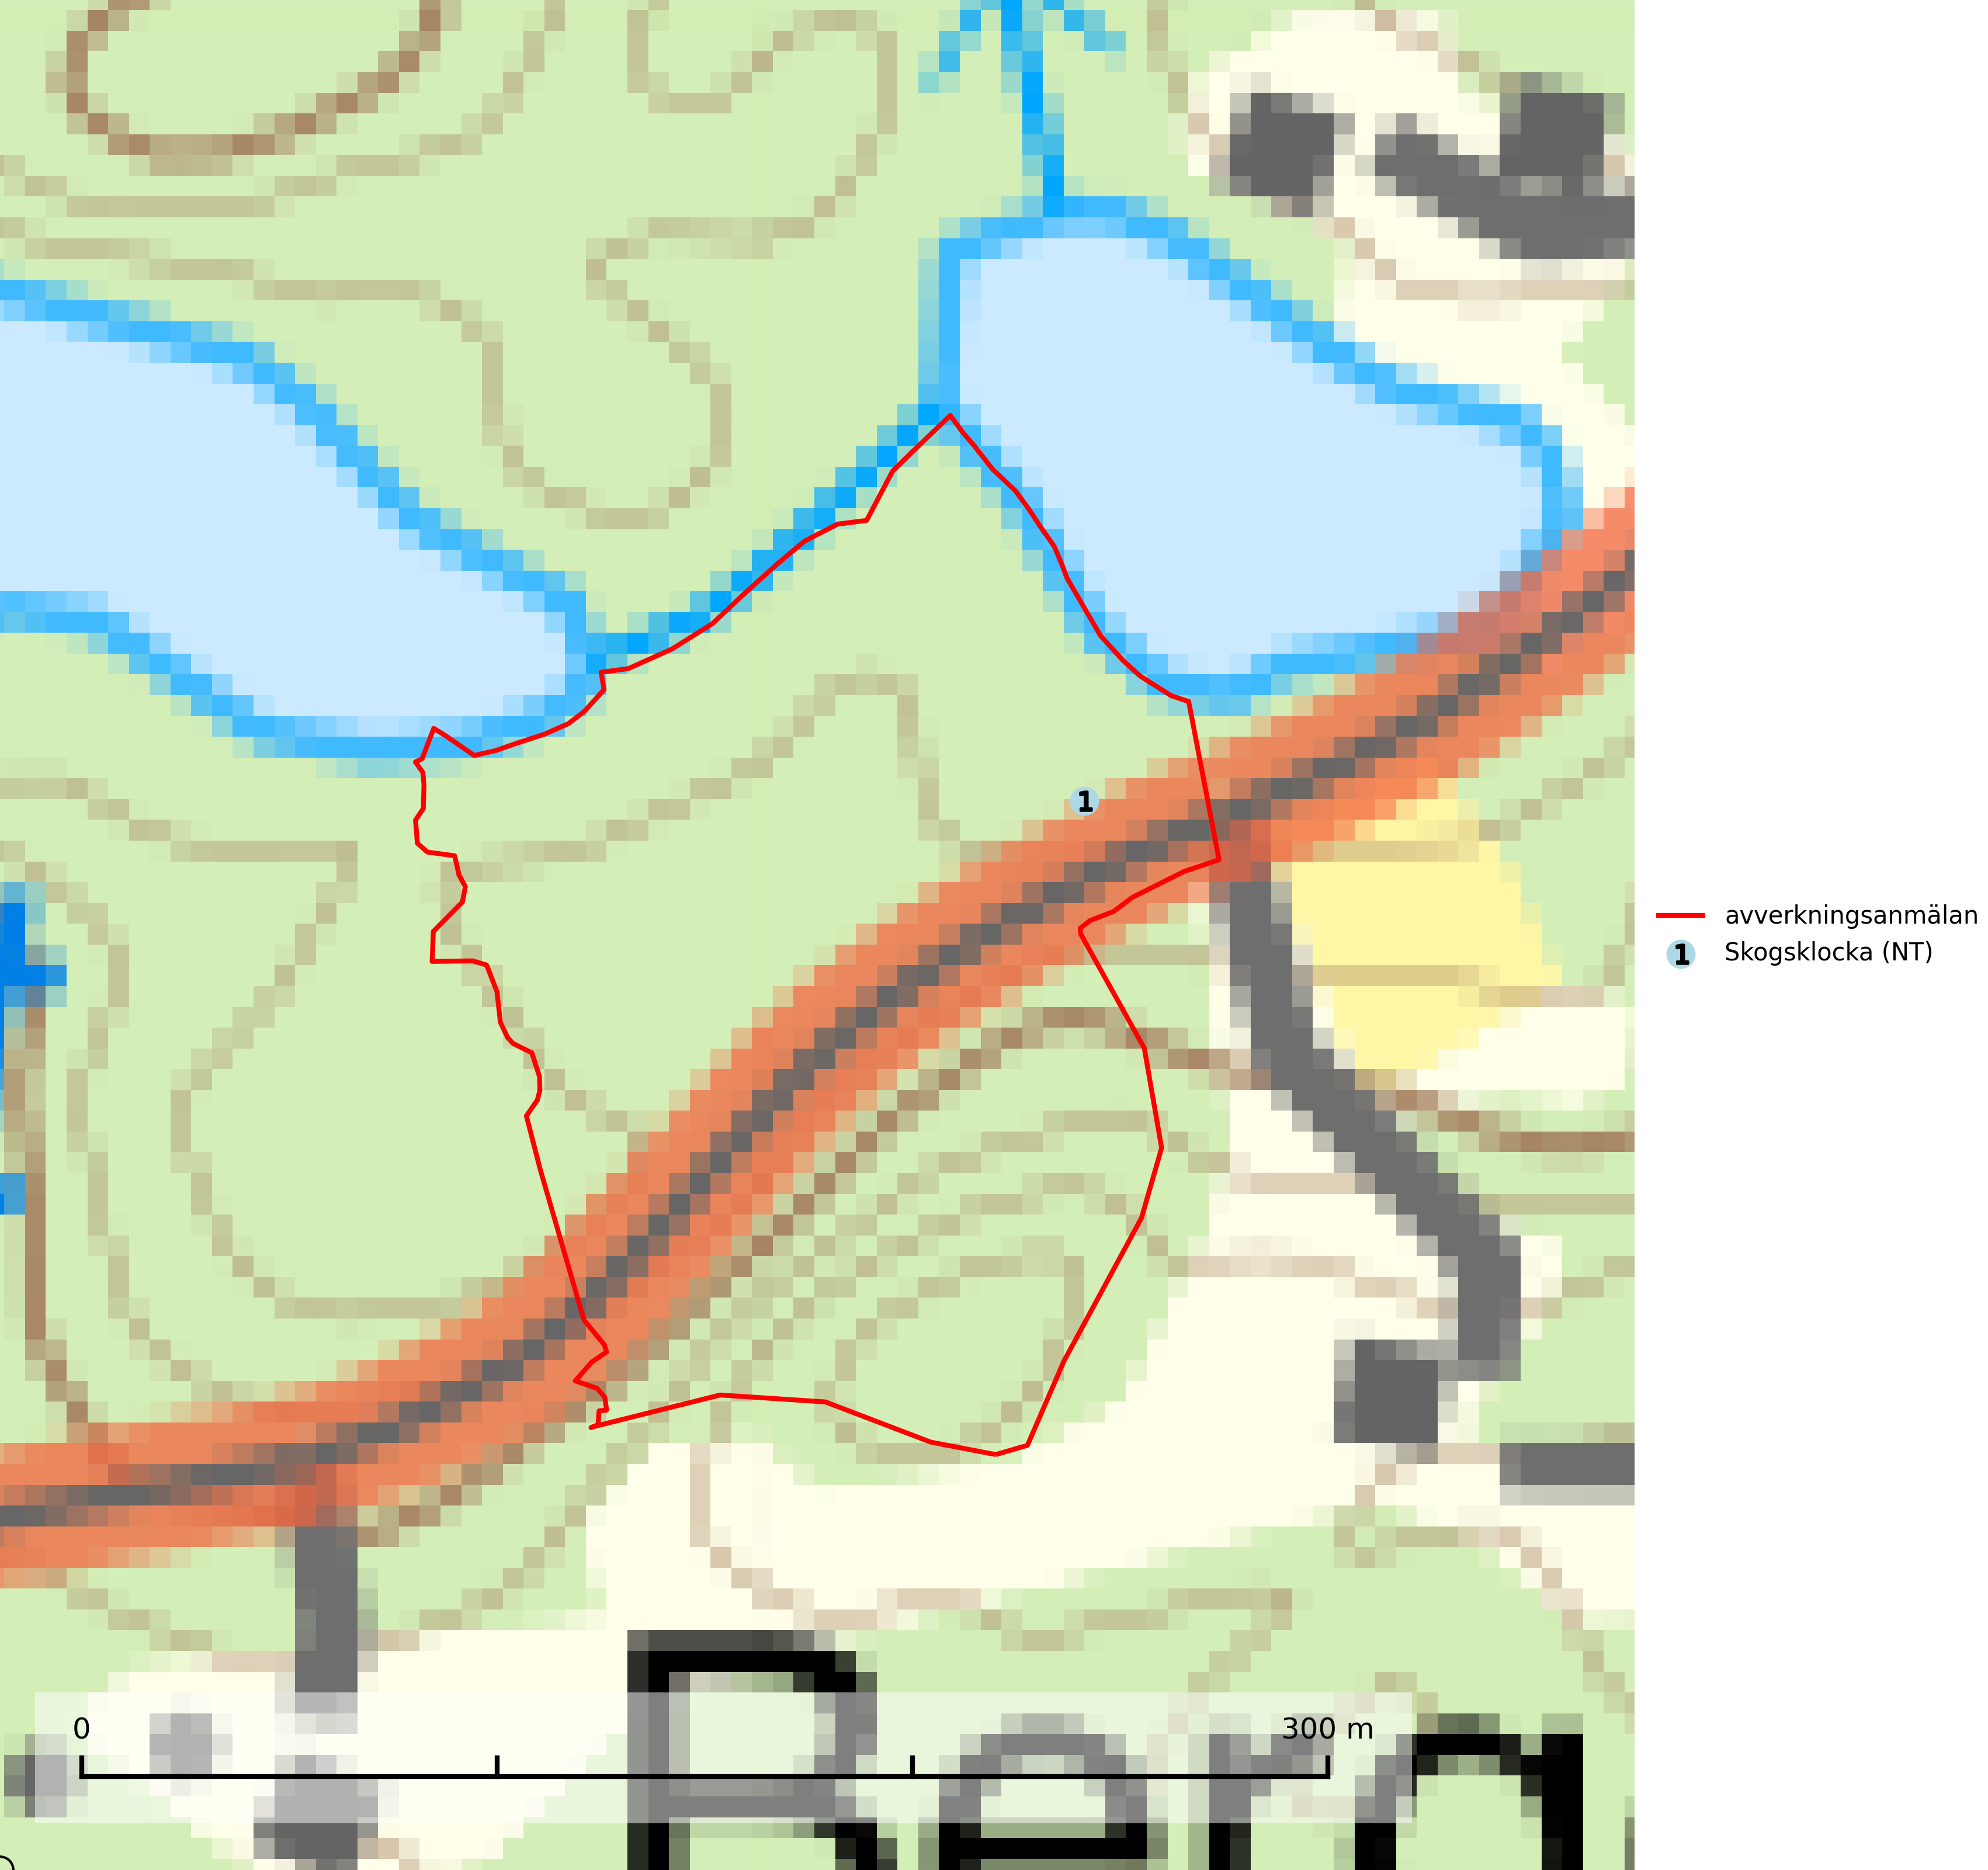 1
avverkningsanmälan
1 Skogsklocka (NT)
0 300 m